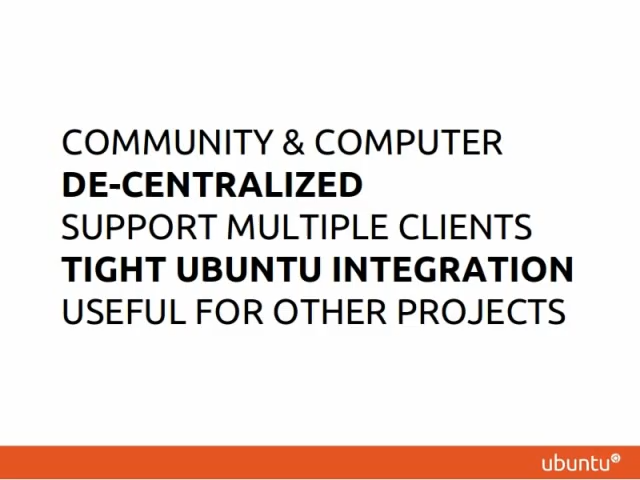 COMMUNITY & COMPUTER
DE-CENTRALIZED
SUPPORT MULTIPLE CLIENTS
TIGHT UBUNTU INTEGRATION
USEFUL FOR OTHER PROJECTS
ubuntu®